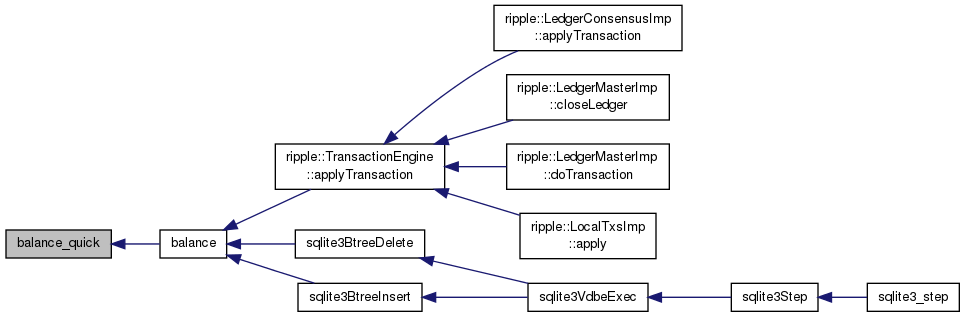 ripple::LedgerConsensusImp
::applyTransaction
ripple::LedgerMasterImp
::closeLedger
ripple::TransactionEngine
::applyTransaction
ripple::LedgerMasterImp
::doTransaction
ripple::LocalTxsImp
::apply
balance_quick
balance
sqlite3BtreeDelete
sqlite3BtreeInsert
sqlite3VdbeExec
sqlite3Step
sqlite3_step